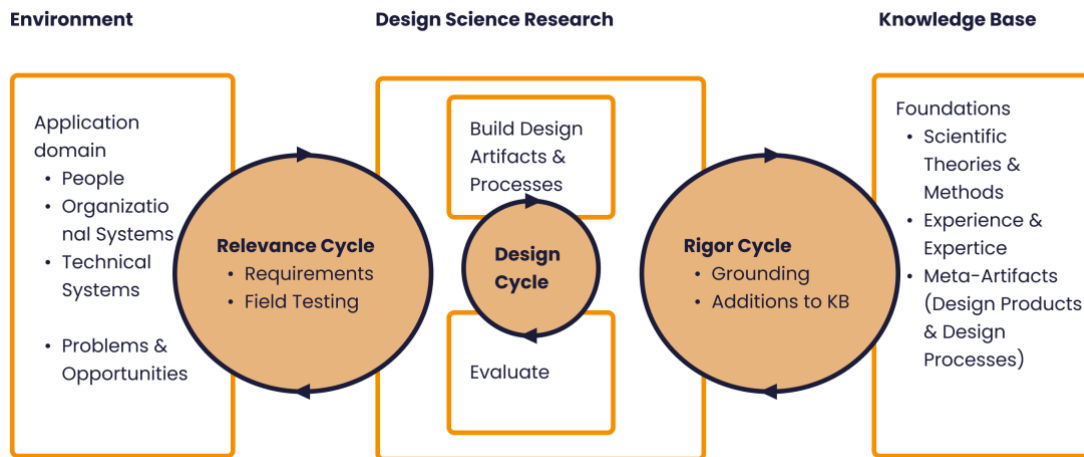 Environment
Design Science Research
Knowledge Base
Application
domain
• People
• Organizatio
nal Systems
• Technical
Systems
• Problems &
Opportunities
Relevance Cycle
• Requirements
• Field Testing
Build Design
Artifacts &
Processes
Design
Cycle
Evaluate
Rigor Cycle
• Grounding
• Additions to KB
Foundations
• Scientific
Theories &
Methods
• Experience &
Expertice
• Meta-Artifacts
(Design Products
& Design
Processes)